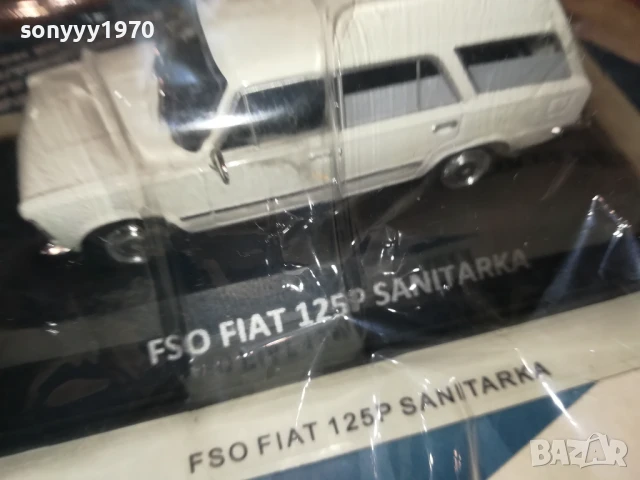 sonyyy1970
FSO FIAT 125P SANITARKA
FSO FIAT 125P SANITARKA
BAZAR